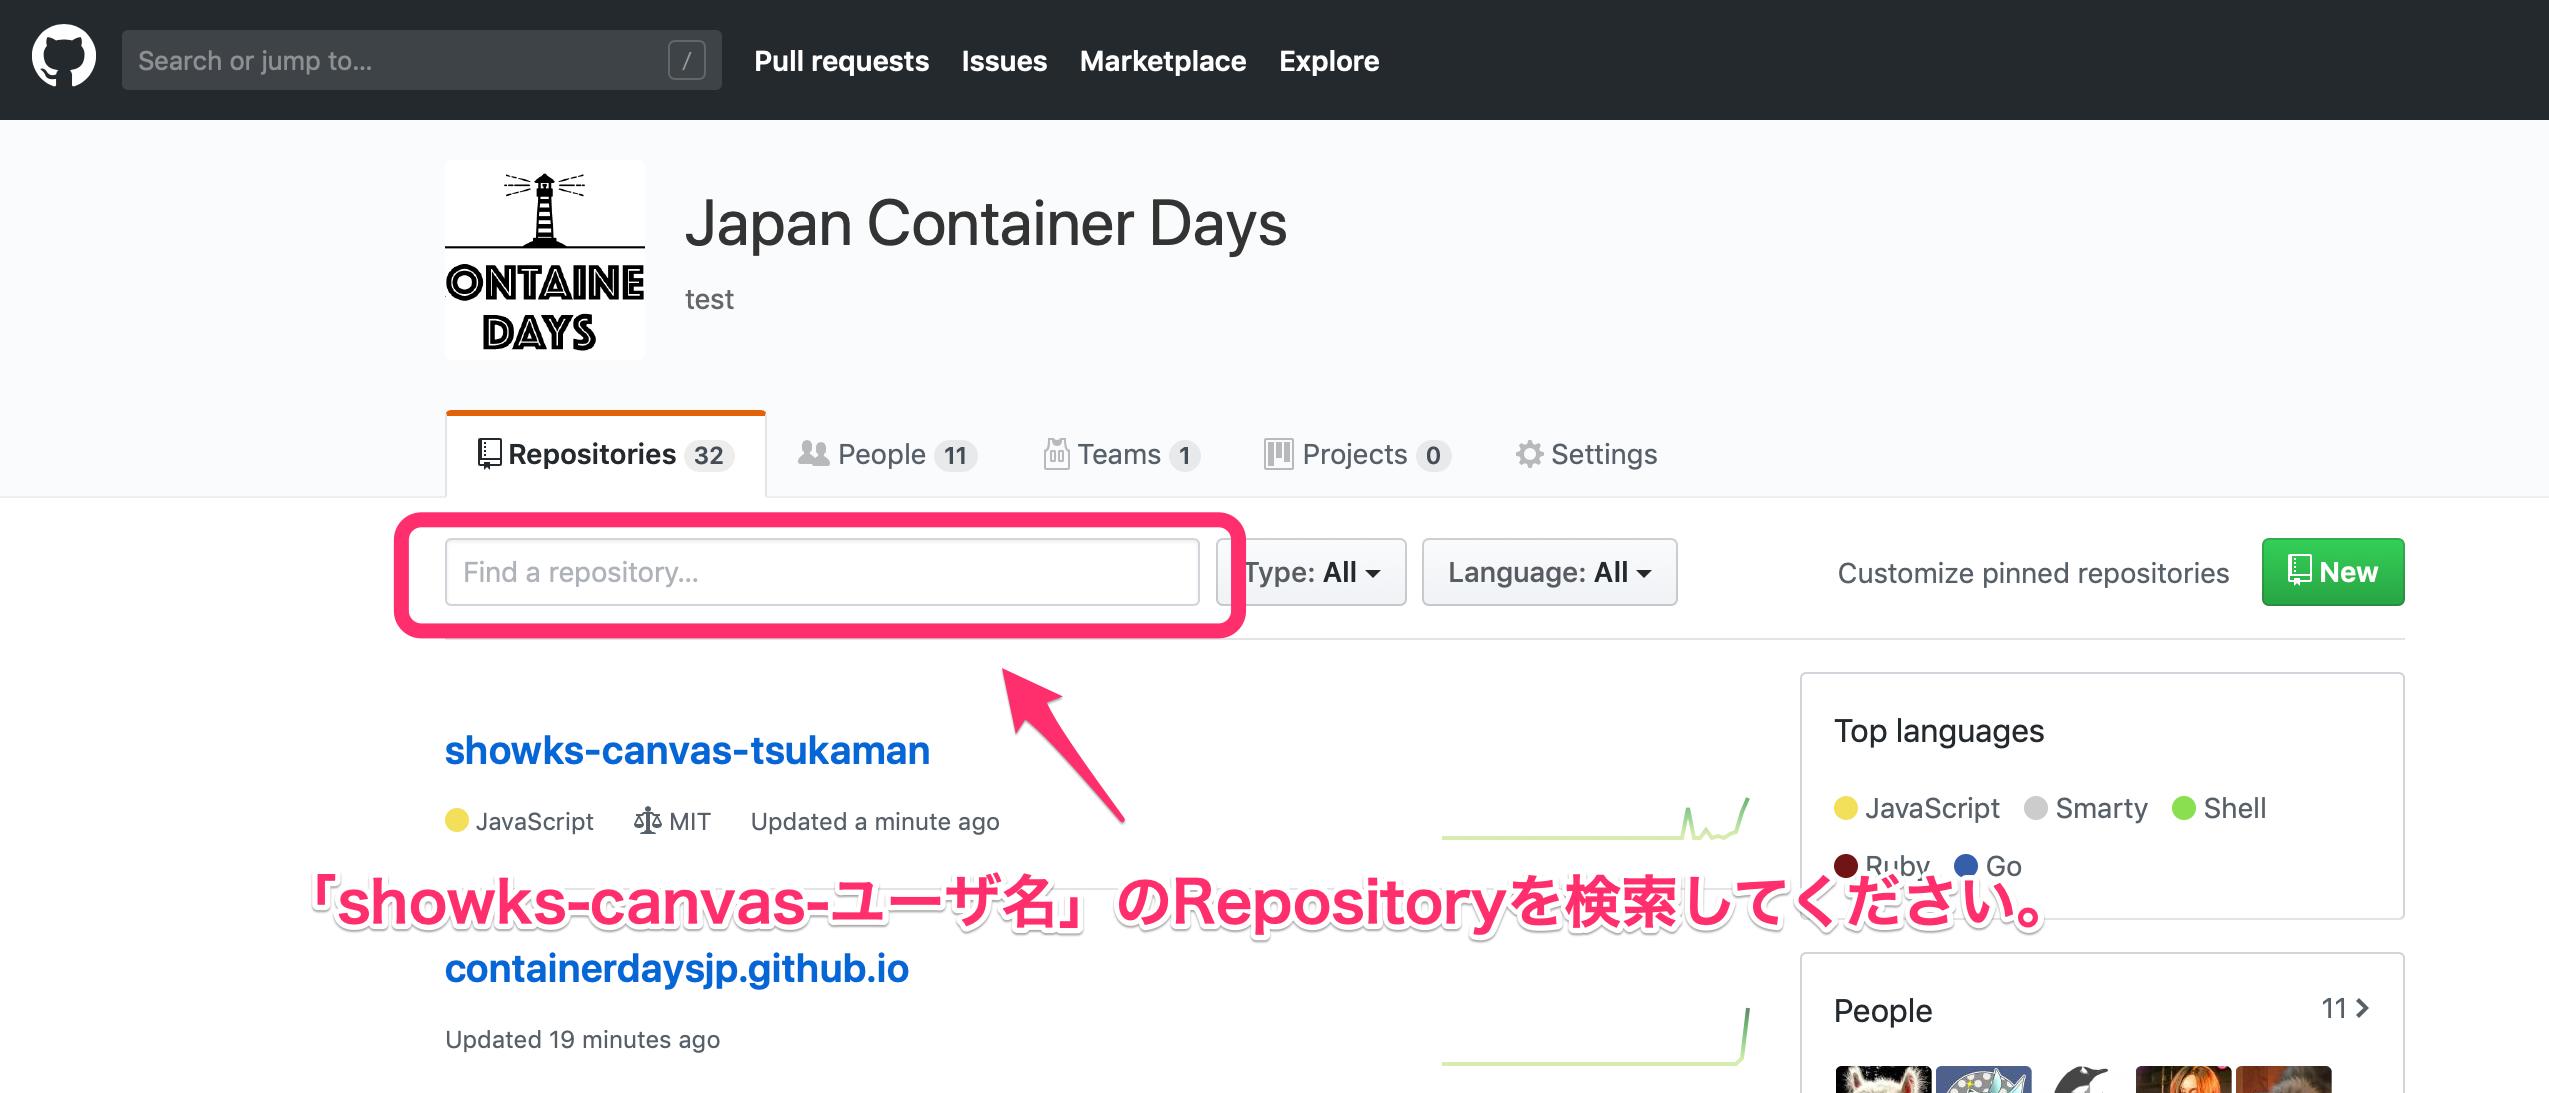 Search or jump to... /
Pull requests Issues Marketplace Explore
ONTAINE
DAYS
Japan Container Days
test
Repositories 32 People 11 Teams 1 Projects 0 Settings
Find a repository... Type: All Language: All Customize pinned repositories New
showks-canvas-tsukaman
JavaScript MIT Updated a minute ago
Top languages
JavaScript Smarty Shell
Ruby Go
「showks-canvas-ユーザ名」のRepositoryを検索してください。
containerdaysjp.github.io
Updated 19 minutes ago
People 11